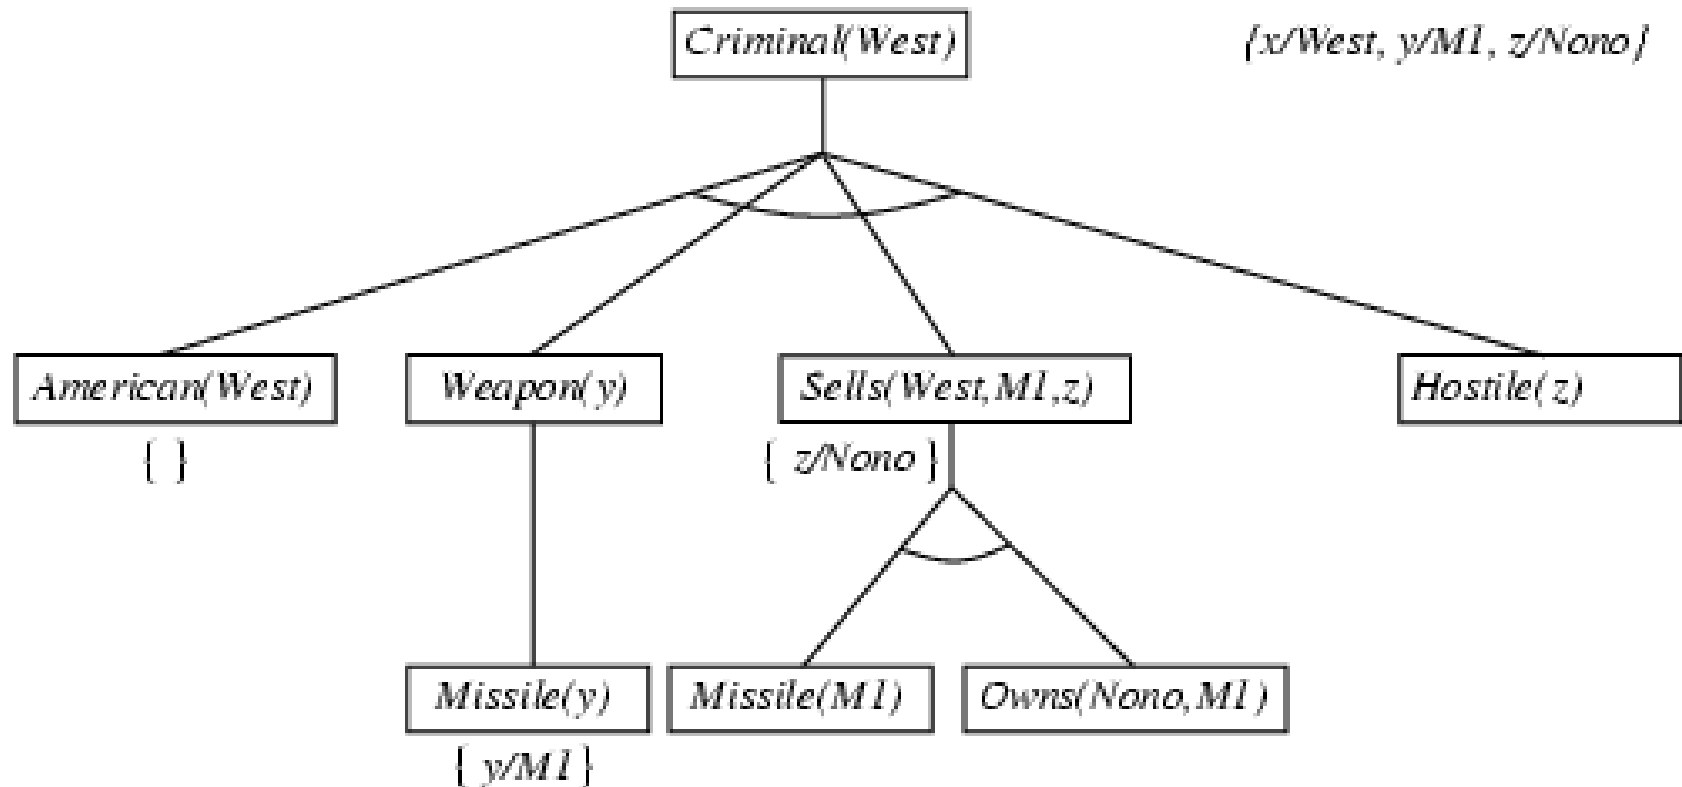 Criminal(West)
{x/West, y/M1, z/Nono}
American(West)
Weapon(y)
Sells(West,M1,z)
Hostile(z)
{ }
{ z/Nono }
Missile(y)
Missile(M1)
Owns(Nono,M1)
{ y/M1 }